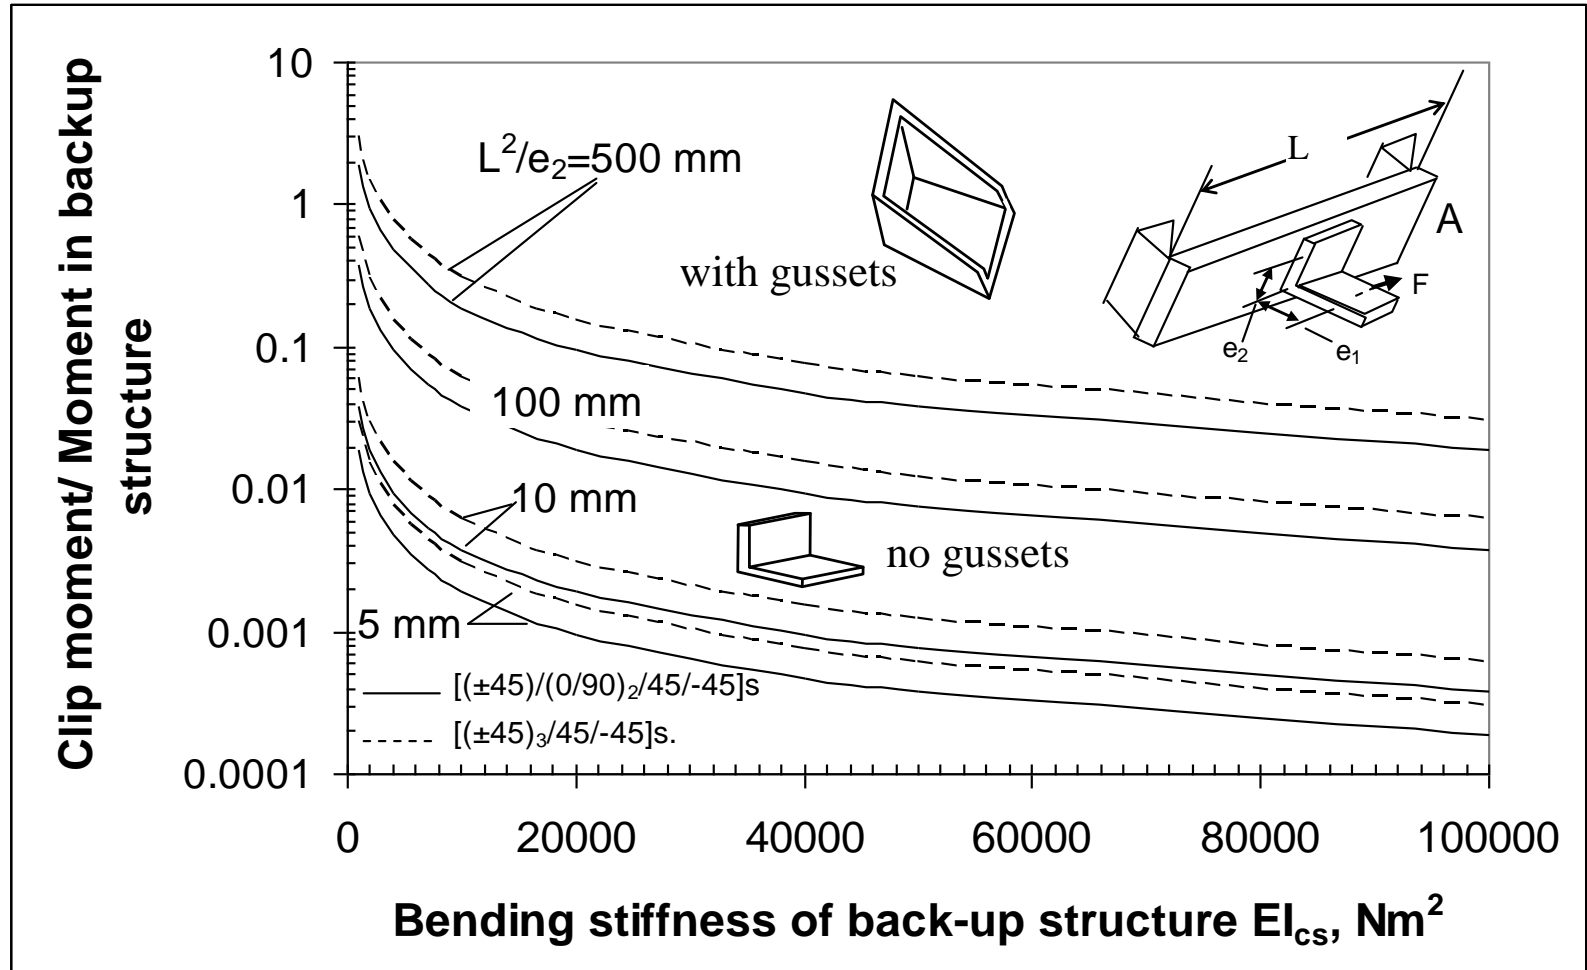 Clip moment/ Moment in backup
structure
10
1
0.1
0.01
0.001
0.0001
L²/e₂=500 mm
100 mm
10 mm
5 mm
with gussets
no gussets
L
A
F
e₂
e₁
[(±45)/(0/90)₂/45/-45]s
[(±45)₃/45/-45]s.
0 20000 40000 60000 80000 100000
Bending stiffness of back-up structure EI꜀ₛ, Nm²